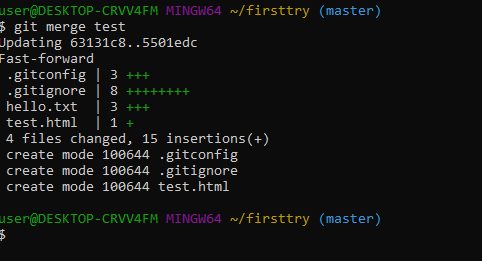 user@DESKTOP-CRVV4FM MINGW64 ~/firsttry (master)
$ git merge test
Updating 63131c8..5501edc
Fast-forward
 .gitconfig | 3 +++
 .gitignore | 8 ++++++++
 hello.txt  | 3 +++
 test.html  | 1 +
 4 files changed, 15 insertions(+)
 create mode 100644 .gitconfig
 create mode 100644 .gitignore
 create mode 100644 test.html
user@DESKTOP-CRVV4FM MINGW64 ~/firsttry (master)
$